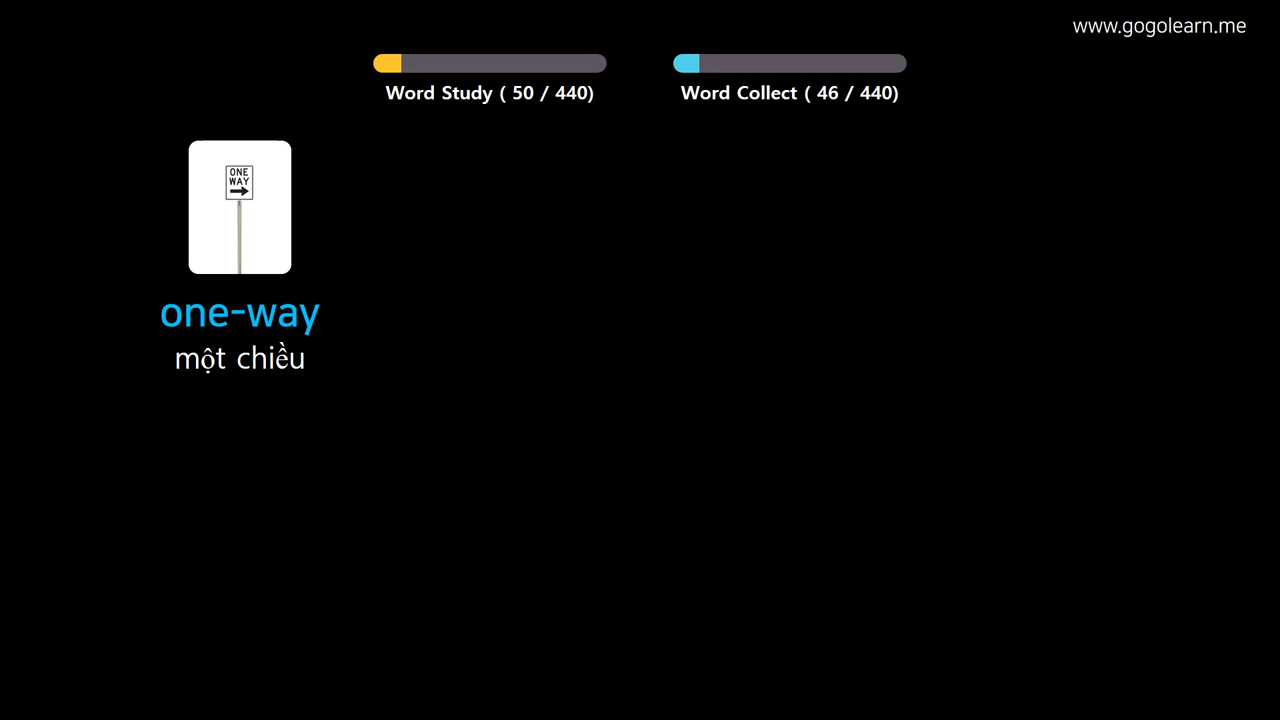 www.gogolearn.me
Word Study ( 50 / 440)
Word Collect ( 46 / 440)
ONE
WAY
one-way
một chiều